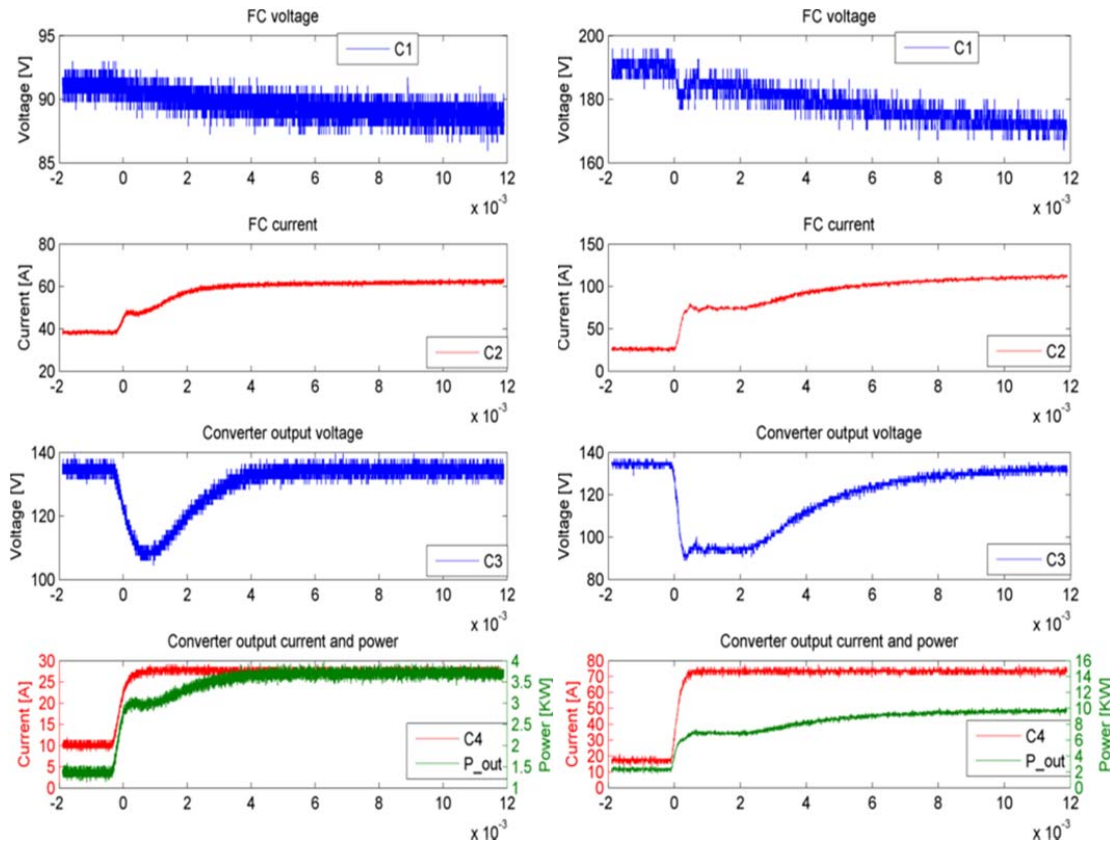 FC voltage
95
90
85
Voltage [V]
C1
-2 0 2 4 6 8 10 12
x 10-3
FC current
80
60
40
20
Current [A]
C2
-2 0 2 4 6 8 10 12
x 10-3
Converter output voltage
140
120
100
Voltage [V]
C3
-2 0 2 4 6 8 10 12
x 10-3
Converter output current and power
30
25
20
15
10
5
0
Current [A]
4
3.5
3
2.5
2
1.5
1
Power [KW]
C4
P_out
-2 0 2 4 6 8 10 12
x 10-3
FC voltage
200
180
160
Voltage [V]
C1
-2 0 2 4 6 8 10 12
x 10-3
FC current
150
100
50
0
Current [A]
C2
-2 0 2 4 6 8 10 12
x 10-3
Converter output voltage
140
120
100
80
Voltage [V]
C3
-2 0 2 4 6 8 10 12
x 10-3
Converter output current and power
80
70
60
50
40
30
20
10
0
Current [A]
16
14
12
10
8
6
4
2
0
Power [KW]
C4
P_out
-2 0 2 4 6 8 10 12
x 10-3